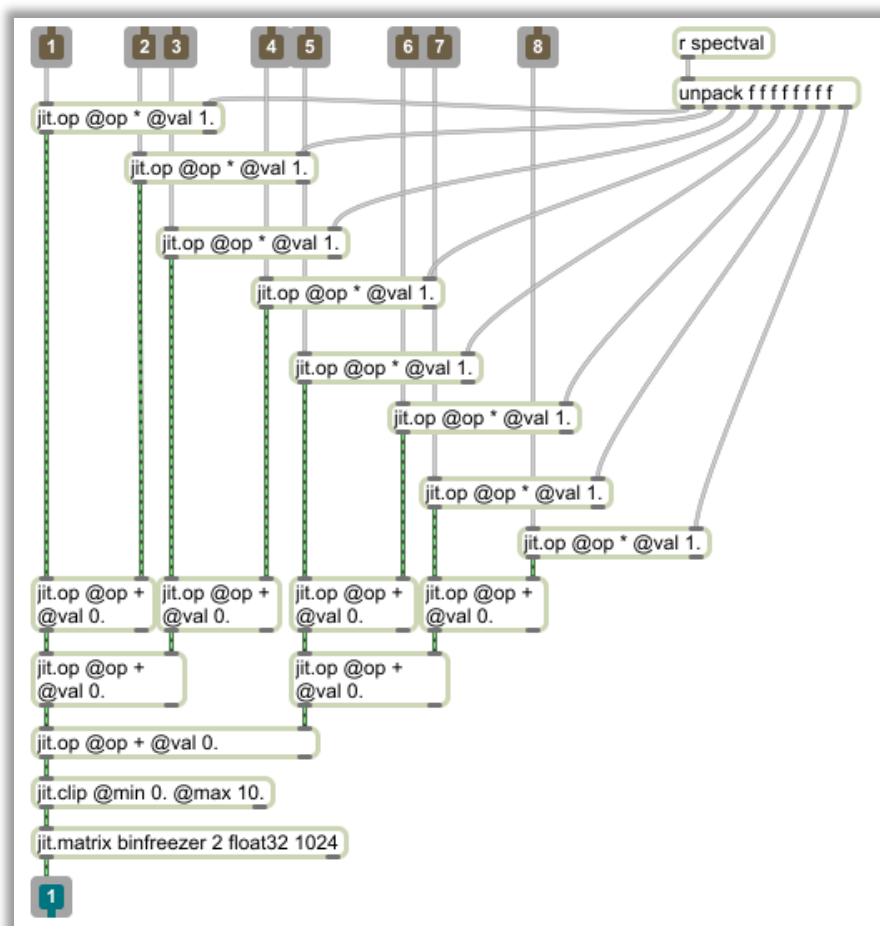 1 2 3 4 5 6 7 8
r spectval
unpack f f f f f f f f
jit.op @op * @val 1.
jit.op @op * @val 1.
jit.op @op * @val 1.
jit.op @op * @val 1.
jit.op @op * @val 1.
jit.op @op * @val 1.
jit.op @op * @val 1.
jit.op @op * @val 1.
jit.op @op +
@val 0.
jit.op @op +
@val 0.
jit.op @op +
@val 0.
jit.op @op +
@val 0.
jit.op @op +
@val 0.
jit.op @op +
@val 0.
jit.op @op + @val 0.
jit.clip @min 0. @max 10.
jit.matrix binfreezer 2 float32 1024
1